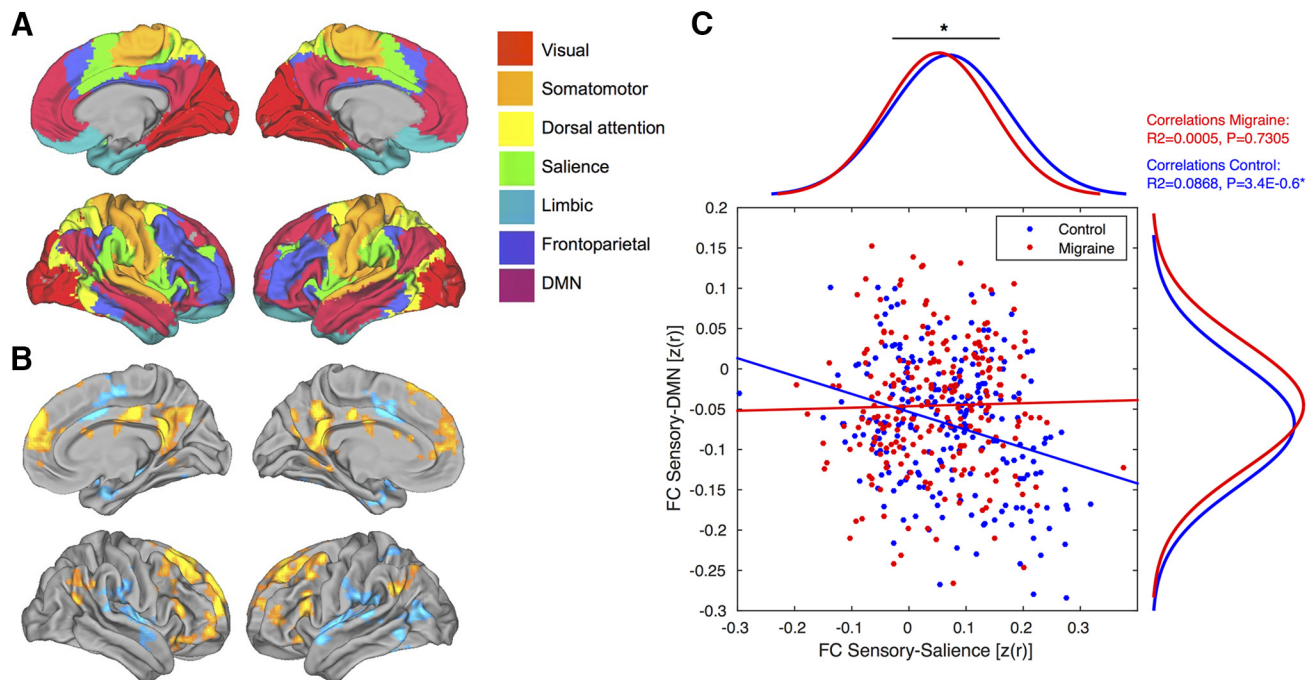 A
Visual
Somatomotor
Dorsal attention
Salience
Limbic
Frontoparietal
DMN
B
C
*
Correlations Migraine:
R2=0.0005, P=0.7305
Correlations Control:
R2=0.0868, P=3.4E-0.6*
Control
Migraine
FC Sensory-DMN [z(r)]
0.2
0.15
0.1
0.05
0
-0.05
-0.1
-0.15
-0.2
-0.25
-0.3
-0.3 -0.2 -0.1 0 0.1 0.2 0.3
FC Sensory-Salience [z(r)]